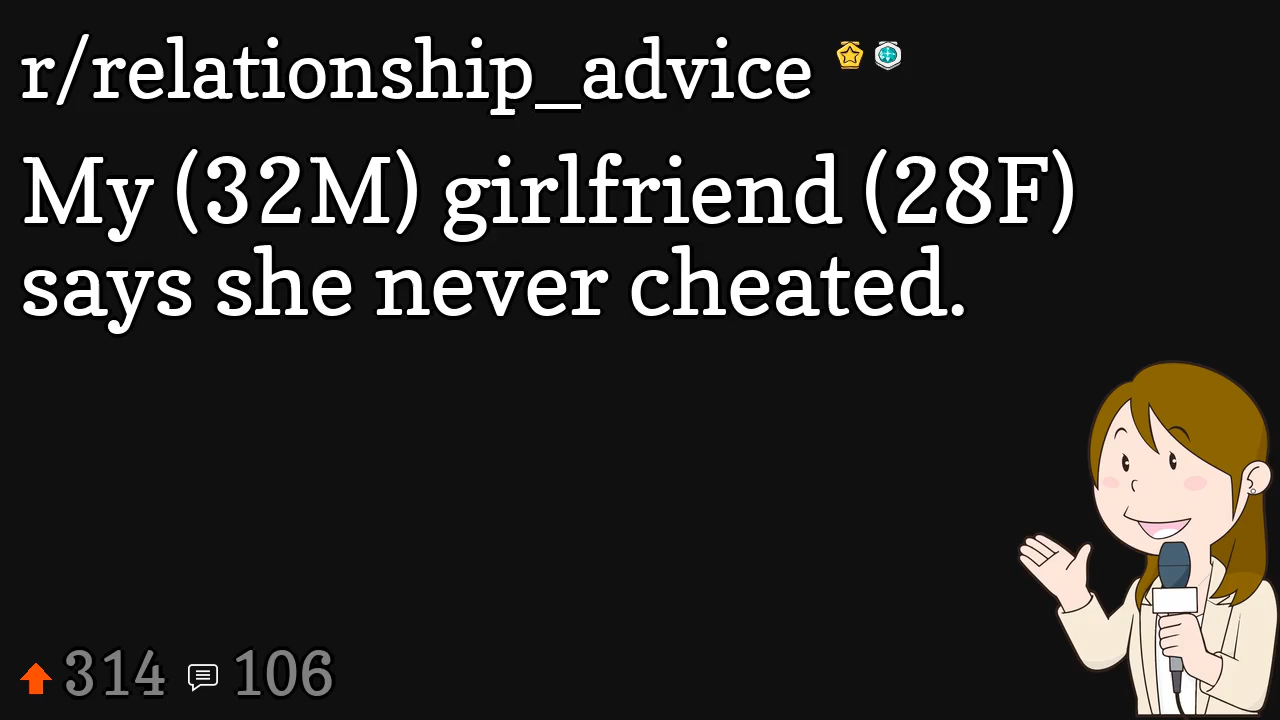 r/relationship_advice
My (32M) girlfriend (28F)
says she never cheated.
314 106